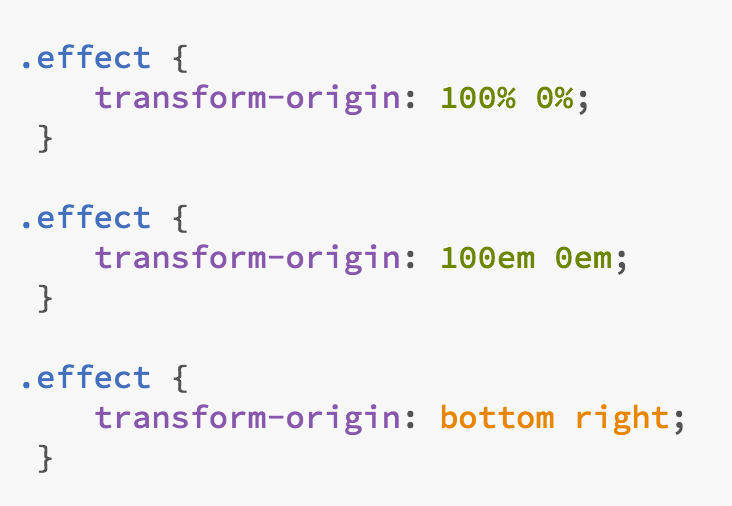 .effect {
    transform-origin: 100% 0%;
 }
.effect {
    transform-origin: 100em 0em;
 }
.effect {
    transform-origin: bottom right;
 }